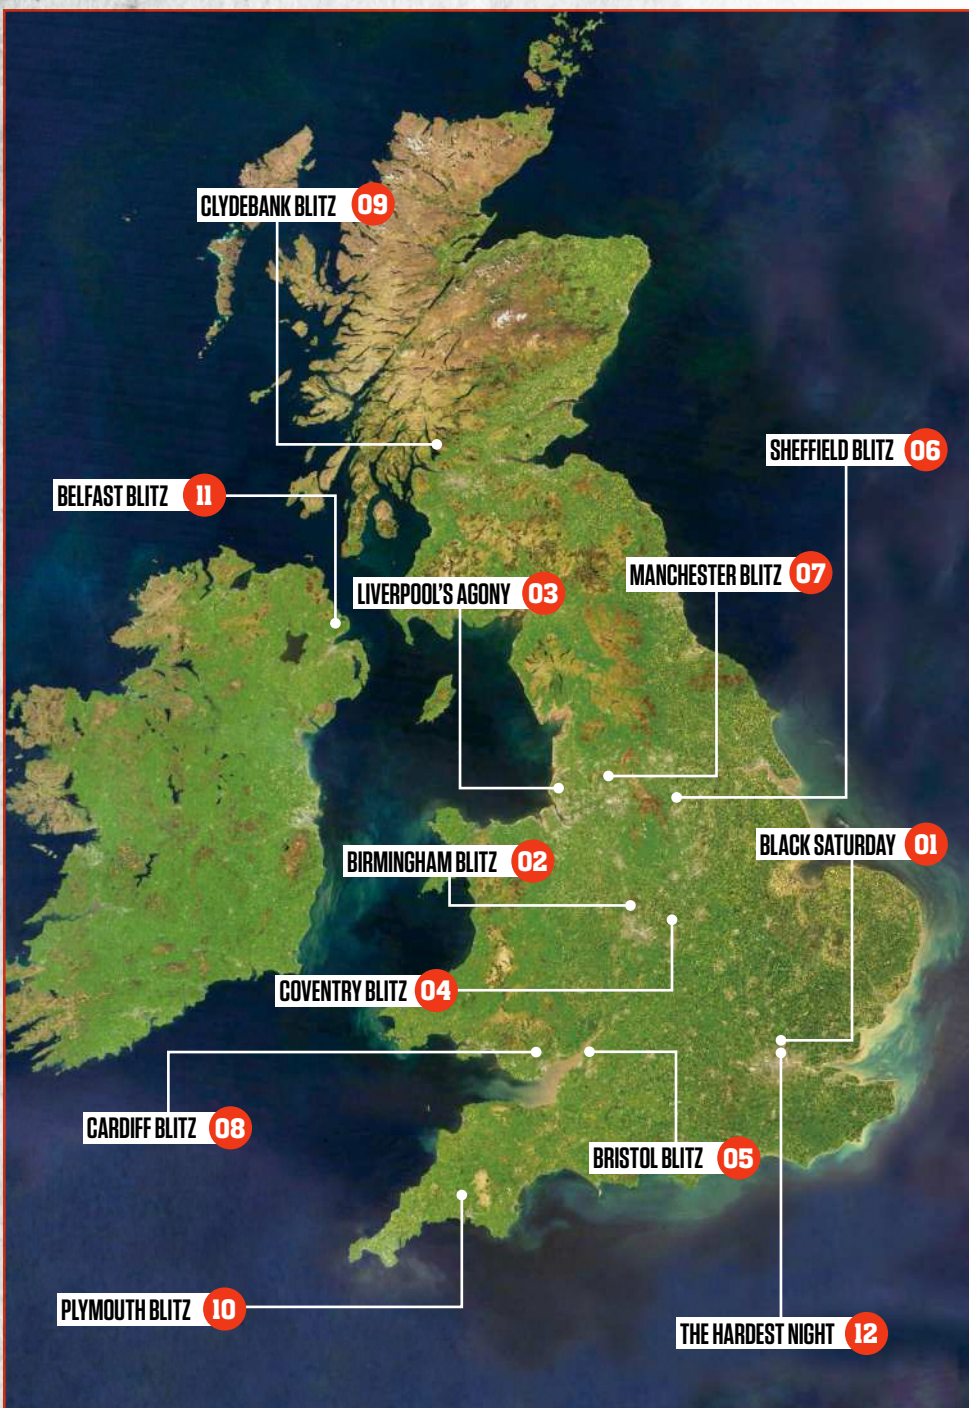 CLYDEBANK BLITZ 09
SHEFFIELD BLITZ 06
BELFAST BLITZ 11
MANCHESTER BLITZ 07
LIVERPOOL'S AGONY 03
BLACK SATURDAY 01
BIRMINGHAM BLITZ 02
COVENTRY BLITZ 04
CARDIFF BLITZ 08
BRISTOL BLITZ 05
PLYMOUTH BLITZ 10
THE HARDEST NIGHT 12